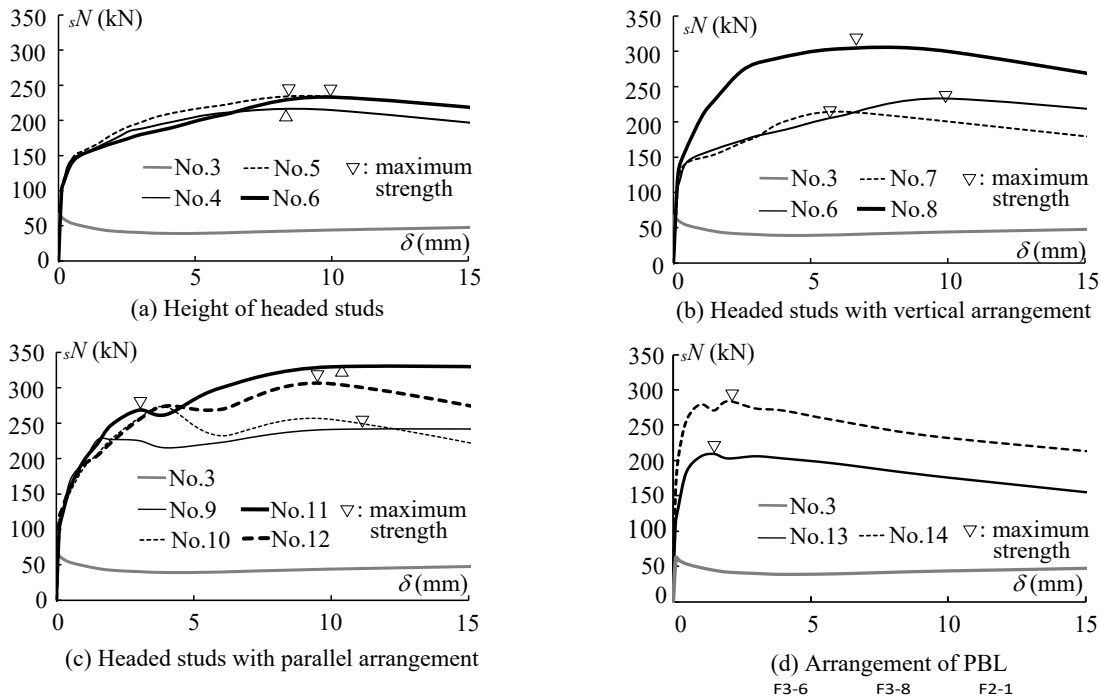 350 sN (kN)
300
250
200
150
100
50
0
No.3 No.5 ▽: maximum
No.4 No.6 strength
δ (mm)
0 5 10 15
(a) Height of headed studs
350 sN (kN)
300
250
200
150
100
50
0
No.3 No.7 ▽: maximum
No.6 No.8 strength
δ (mm)
0 5 10 15
(b) Headed studs with vertical arrangement
350 sN (kN)
300
250
200
150
100
50
0
No.3
No.9 No.11 ▽: maximum
No.10 No.12 strength
δ (mm)
0 5 10 15
(c) Headed studs with parallel arrangement
350 sN (kN)
300
250
200
150
100
50
0
No.3
No.13 No.14 ▽: maximum
strength
δ (mm)
0 5 10 15
(d) Arrangement of PBL
F3-6 F3-8 F2-1